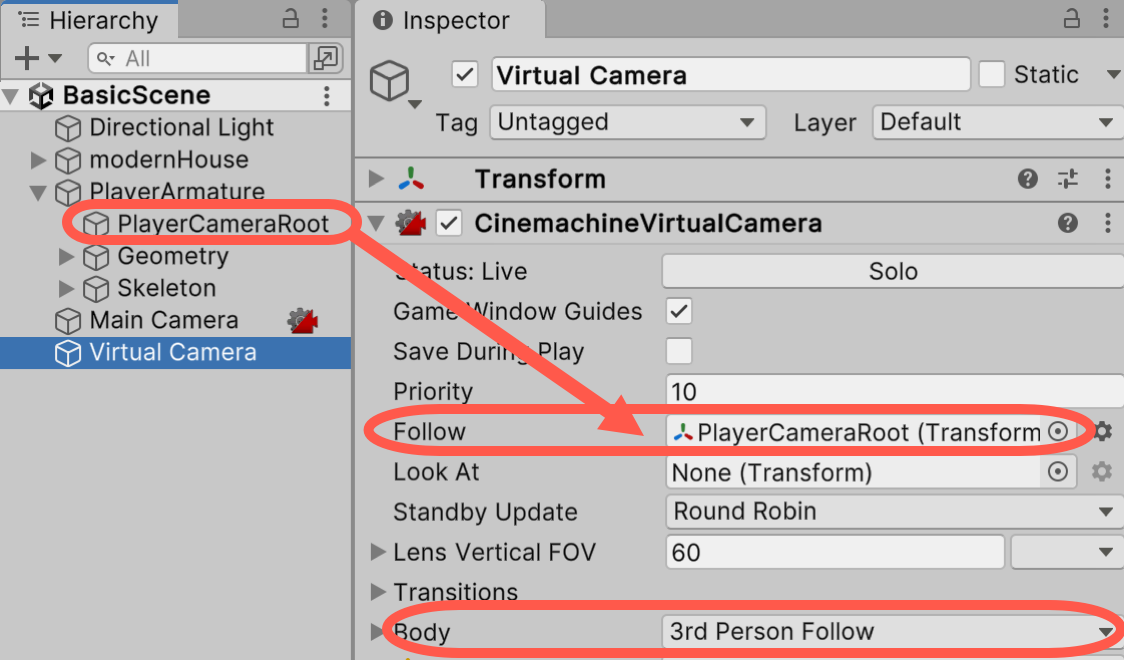 Hierarchy
All
BasicScene
Directional Light
modernHouse
PlayerArmature
PlayerCameraRoot
Geometry
Skeleton
Main Camera
Virtual Camera
Inspector
Virtual Camera
Static
Tag Untagged Layer Default
Transform
CinemachineVirtualCamera
Status: Live Solo
Game Window Guides
Save During Play
Priority 10
Follow PlayerCameraRoot (Transform
Look At None (Transform)
Standby Update Round Robin
Lens Vertical FOV 60
Transitions
Body 3rd Person Follow